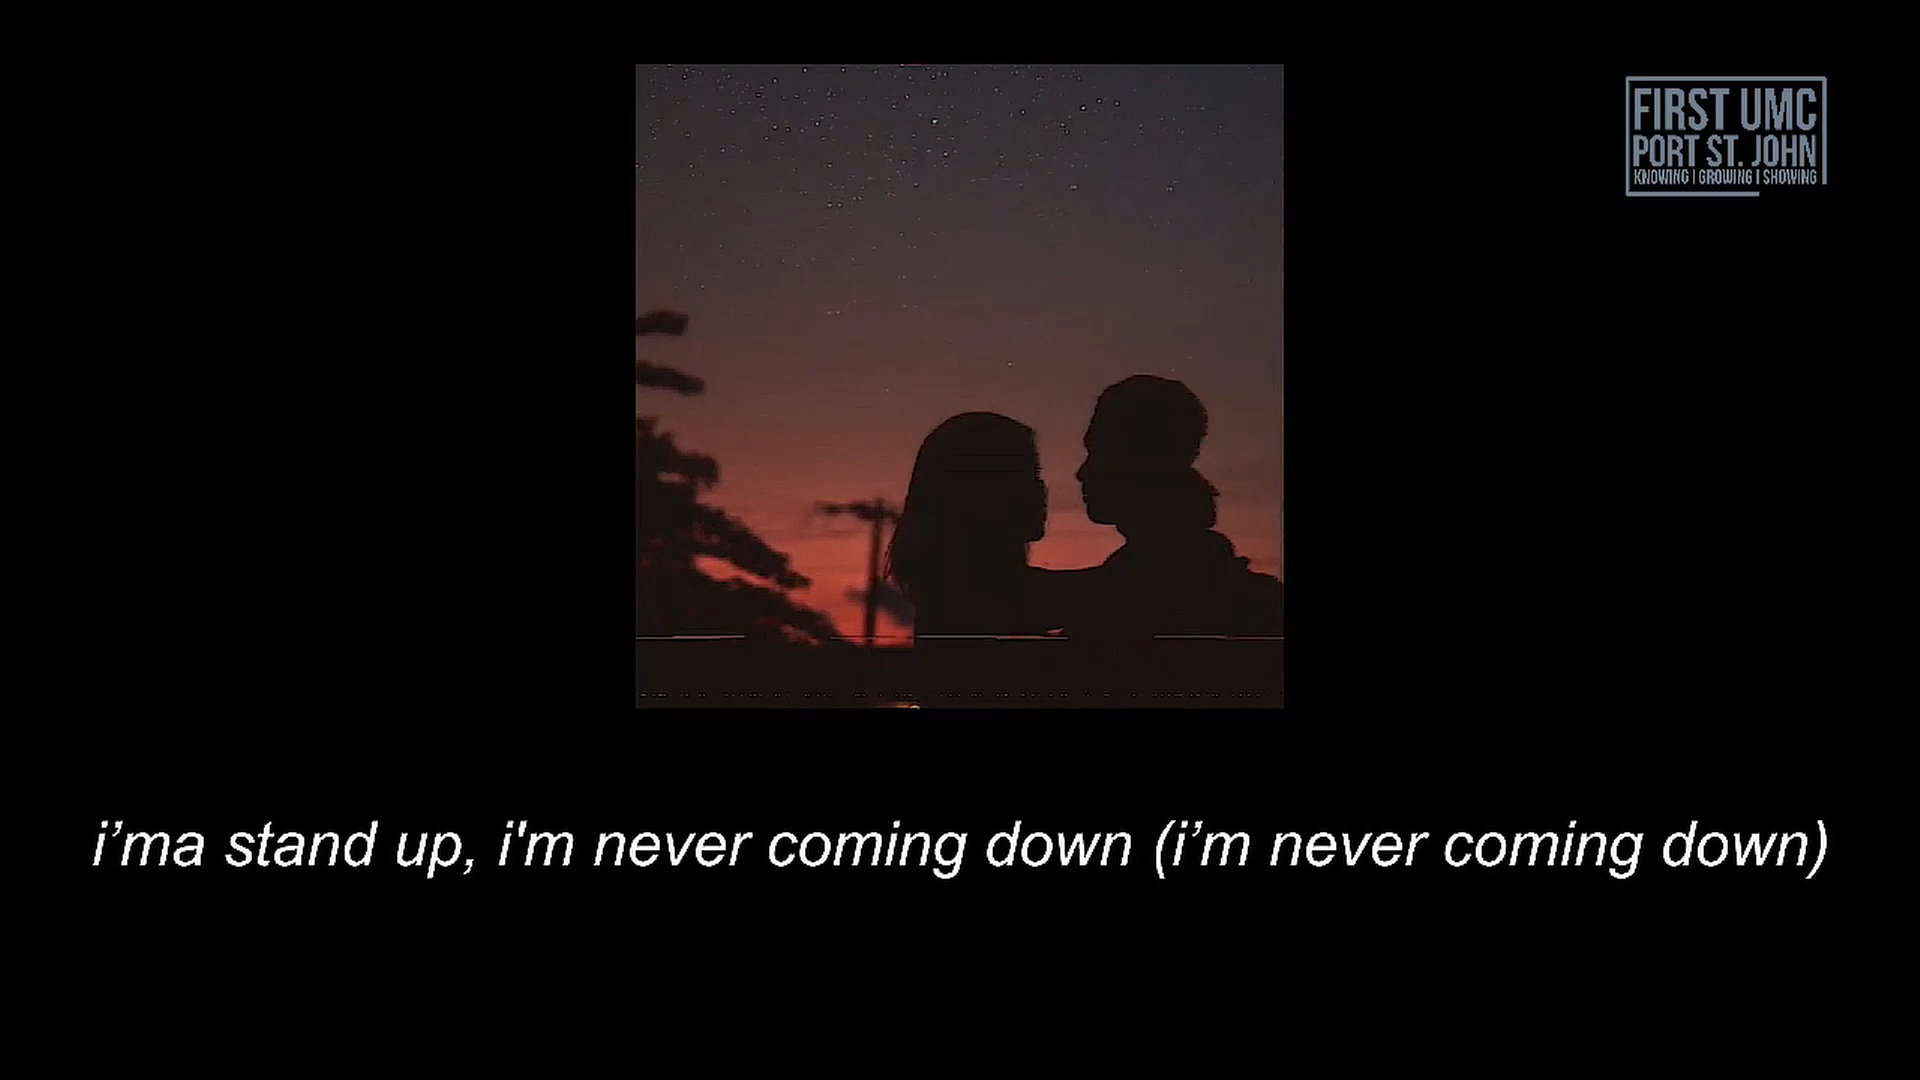 FIRST UMC
PORT ST. JOHN
KNOWING | GROWING | SHOWING
i’ma stand up, i'm never coming down (i’m never coming down)